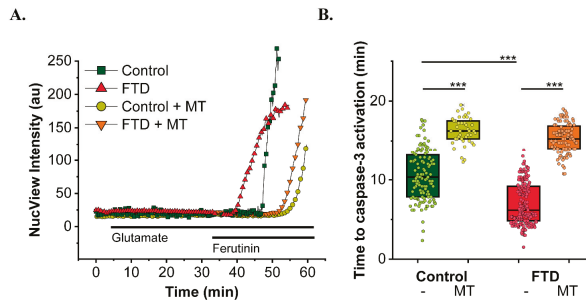 A.
NucView Intensity (au)
250
200
150
100
50
0
Control
FTD
Control + MT
FTD + MT
Glutamate
Ferutinin
0 10 20 30 40 50 60
Time (min)
B.
Time to caspase-3 activation (min)
20
10
0
***
***
***
Control FTD
- MT - MT